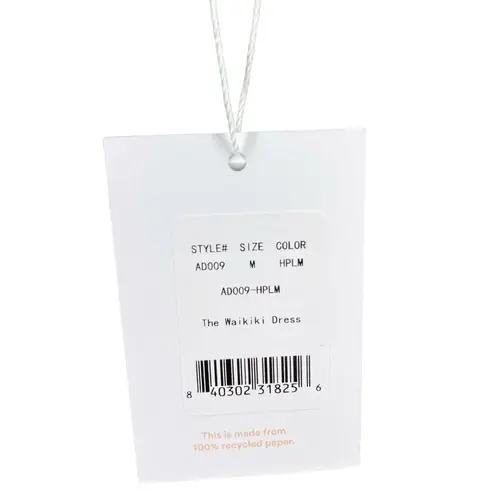 STYLE# SIZE COLOR
AD009 M HPLM
AD009-HPLM
The Waikiki Dress
8 40302 31825 6
This is made from
100% recycled paper.